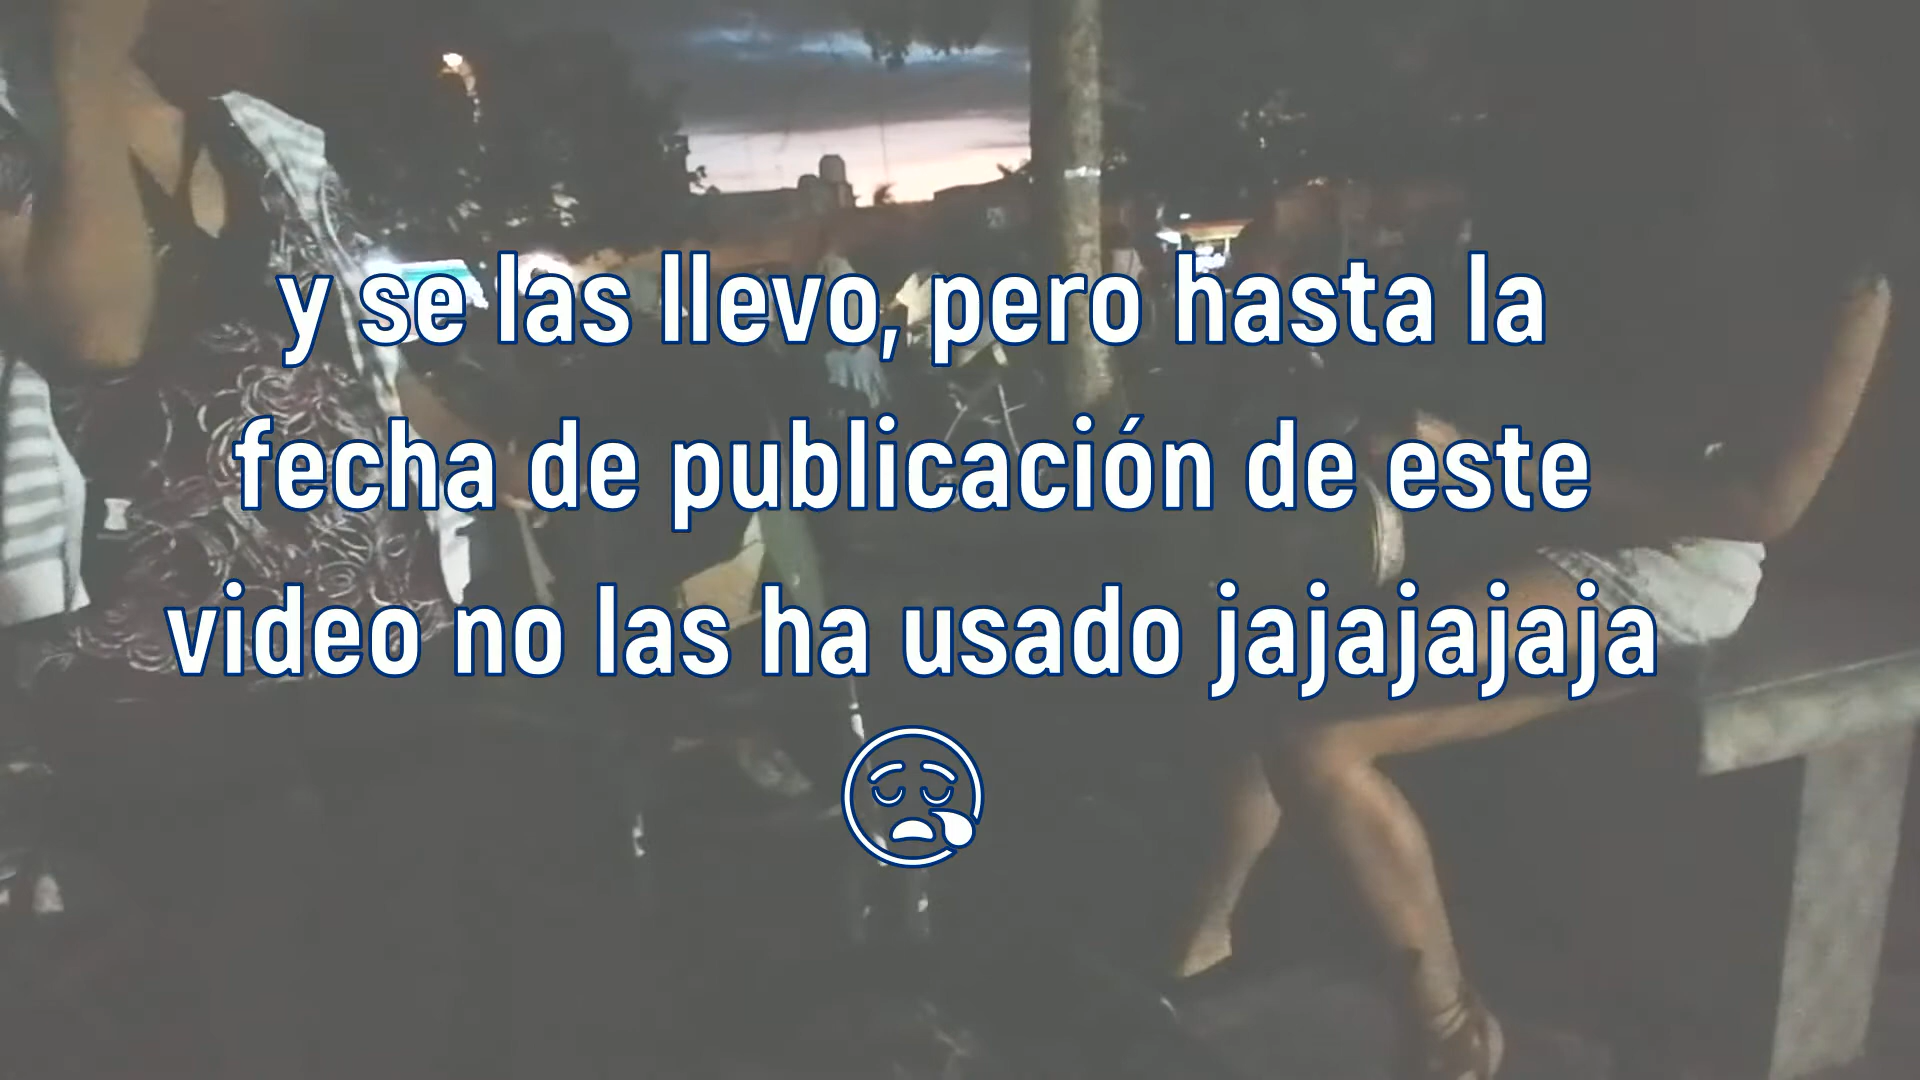 y se las llevo, pero hasta la
fecha de publicación de este
video no las ha usado jajajajaja
😪